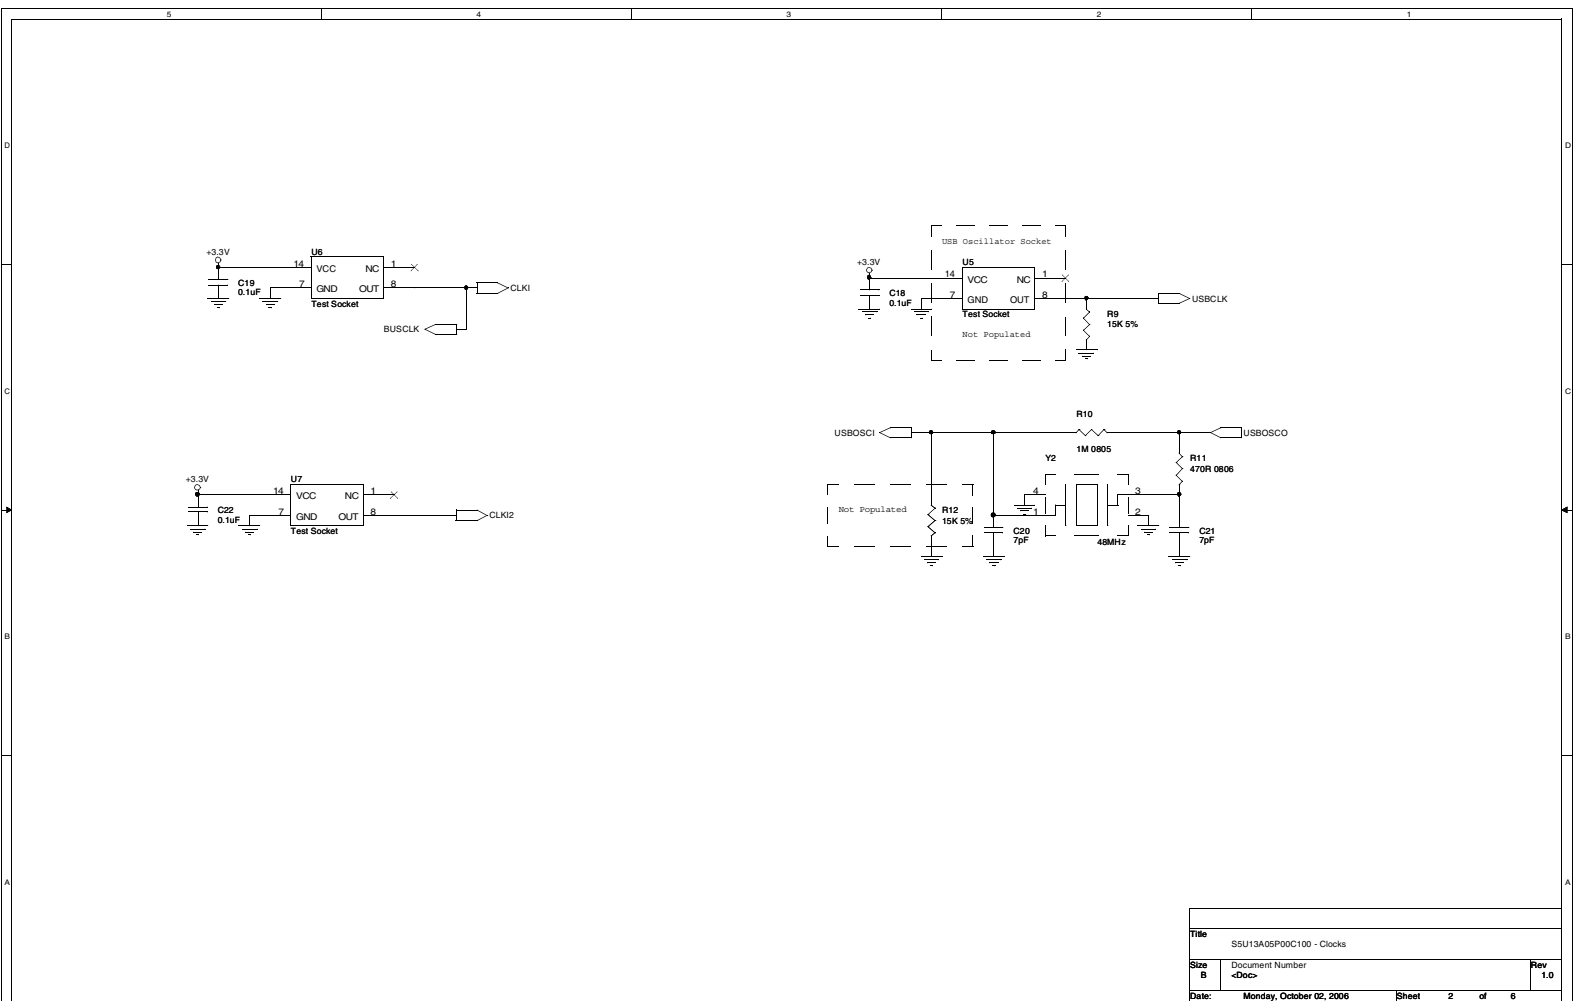 5 4 3 2 1
D D
+3.3V
U6
14 VCC NC 1
C19
0.1uF
7 GND OUT 8
CLKI
Test Socket
BUSCLK
USB Oscillator Socket
+3.3V
U5
14 VCC NC 1
C18
0.1uF
7 GND OUT 8
USBCLK
Test Socket
R9
15K 5%
Not Populated
C C
R10
USBOSCI
USBOSCO
1M 0805
Y2
R11
470R 0806
+3.3V
U7
14 VCC NC 1
C22
0.1uF
7 GND OUT 8
CLKI2
Test Socket
Not Populated
R12
15K 5%
4 3
1 2
C20
7pF
48MHz
C21
7pF
B B
A A
Title
S5U13A05P00C100 - Clocks
Size Document Number Rev
B <Doc> 1.0
Date: Monday, October 02, 2006 Sheet 2 of 6